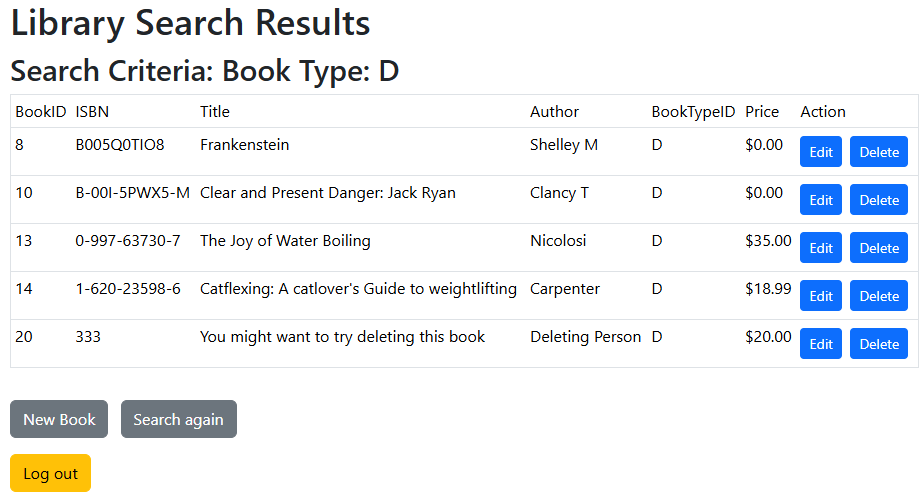 Library Search Results
Search Criteria: Book Type: D
BookID ISBN Title Author BookTypeID Price Action
8 B005Q0TIO8 Frankenstein Shelley M D $0.00 Edit Delete
10 B-00I-5PWX5-M Clear and Present Danger: Jack Ryan Clancy T D $0.00 Edit Delete
13 0-997-63730-7 The Joy of Water Boiling Nicolosi D $35.00 Edit Delete
14 1-620-23598-6 Catflexing: A catlover's Guide to weightlifting Carpenter D $18.99 Edit Delete
20 333 You might want to try deleting this book Deleting Person D $20.00 Edit Delete
New Book Search again
Log out